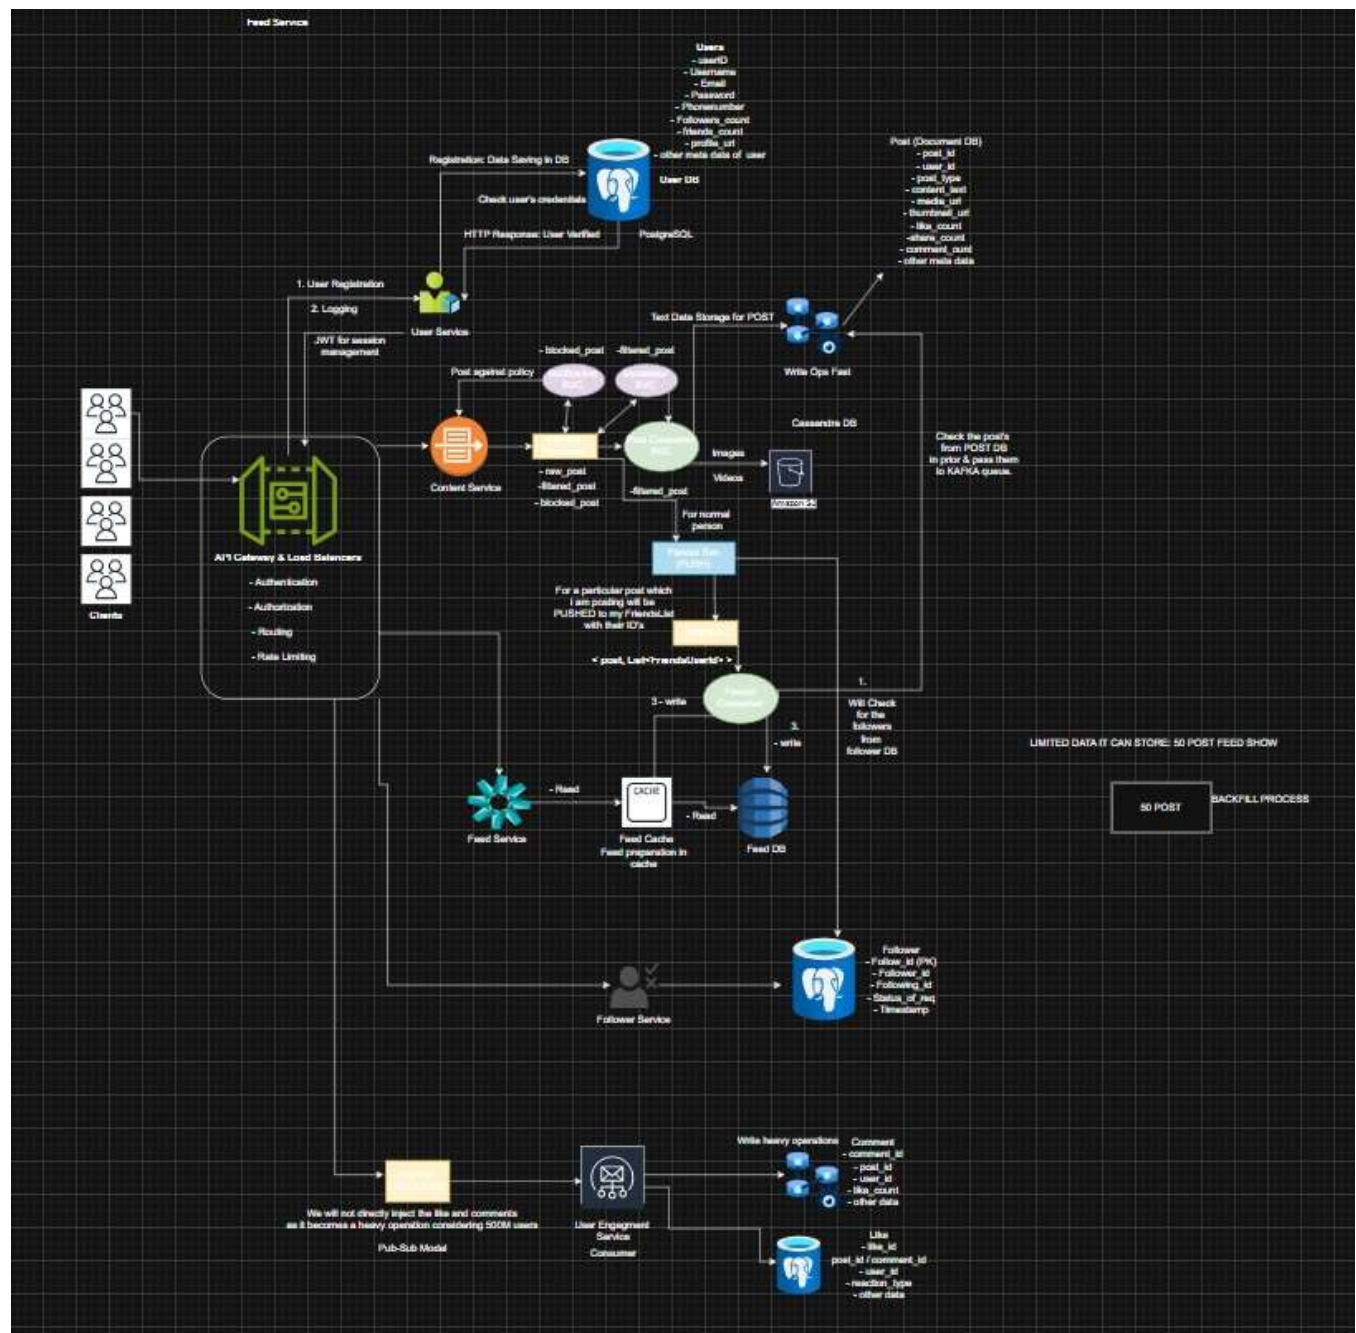 Feed Service
Users
- userID
- Username
- Email
- Password
- Phonenumber
- Followers_count
- friends_count
- profile_url
- other meta data of user
User DB
PostgreSQL
Registration: Data Saving in DB
Check user's credentials
HTTP Response: User Verified
1. User Registration
2. Logging
User Service
JWT for session
management
Post (Document DB)
- post_id
- user_id
- post_type
- content_text
- media_url
- thumbnail_url
- like_count
-share_count
- comment_ount
- other meta data
Text Data Storage for POST
Write Ops Fast
Cassandra DB
- blocked_post
-filtered_post
Post against policy
Content Service
- raw_post
-filtered_post
- blocked_post
-filtered_post
Images
Videos
Amazon S3
Check the post's
from POST DB
in prior & pass them
to KAFKA queue.
For normal
person
For a particular post which
I am posting will be
PUSHED to my FriendsList
with their ID's
< post, List<FriendsUserId> >
Clients
API Gateway & Load Balancers
- Authentication
- Authorization
- Routing
- Rate Limiting
1.
Will Check
for the
followers
from
follower DB
3 - write
3.
- write
- Read
- Read
CACHE
Feed Service
Feed Cache
Feed preparation in
cache
Feed DB
LIMITED DATA IT CAN STORE: 50 POST FEED SHOW
50 POST
BACKFILL PROCESS
Follower Service
Follower
- Follow_id (PK)
- Follower_id
- Following_id
- Status_of_req
- Timestamp
We will not directly inject the like and comments
as it becomes a heavy operation considering 500M users
Pub-Sub Model
User Engagment
Service
Consumer
Write heavy operations
Comment
- comment_id
- post_id
- user_id
- like_count
- other data
Like
- like_id
post_id / comment_id
- user_id
- reaction_type
- other data